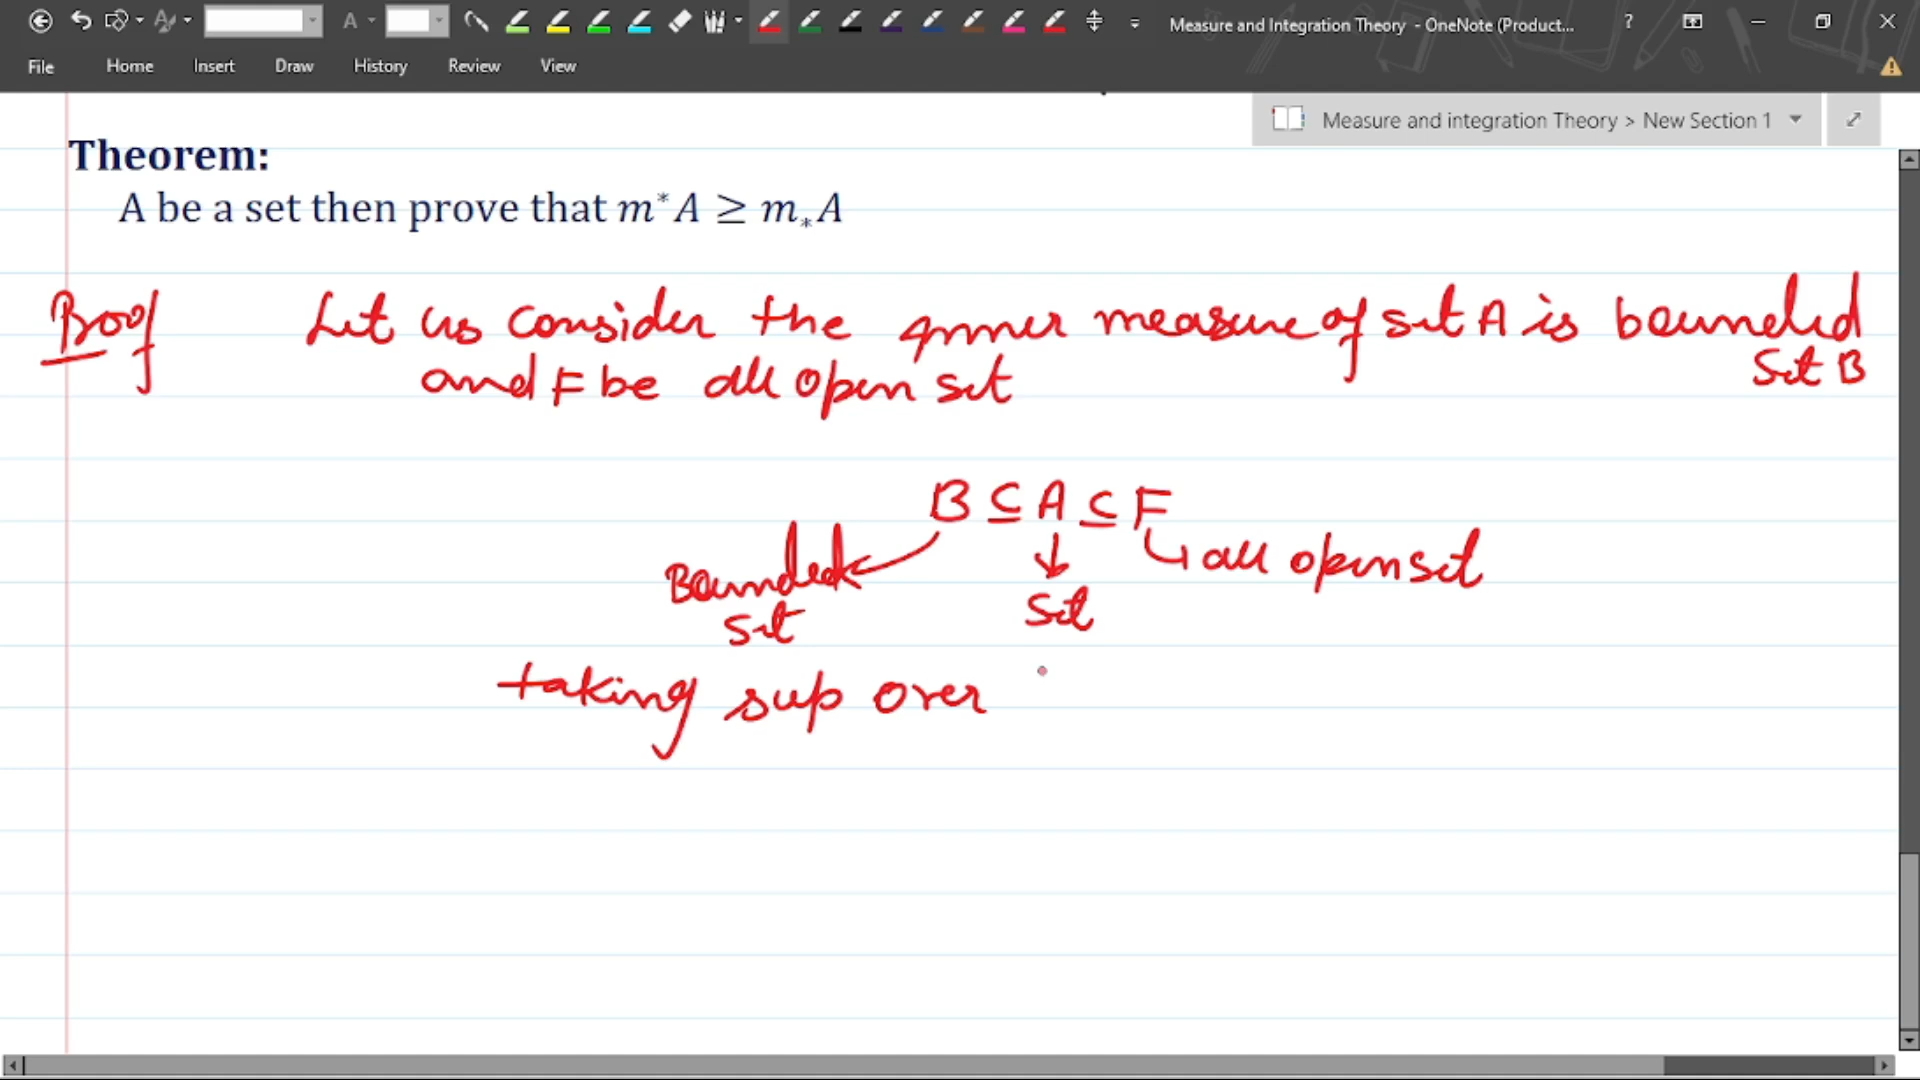 Measure and Integration Theory - OneNote (Product...
?
File Home Insert Draw History Review View
Measure and integration Theory > New Section 1
Theorem:
A be a set then prove that m*A ≥ m_*A
Proof Let us consider the inner measure of set A is bounded
Set B
and F be all open set
B ⊆ A ⊆ F
all open set
Bounded
set
Set
taking sup over